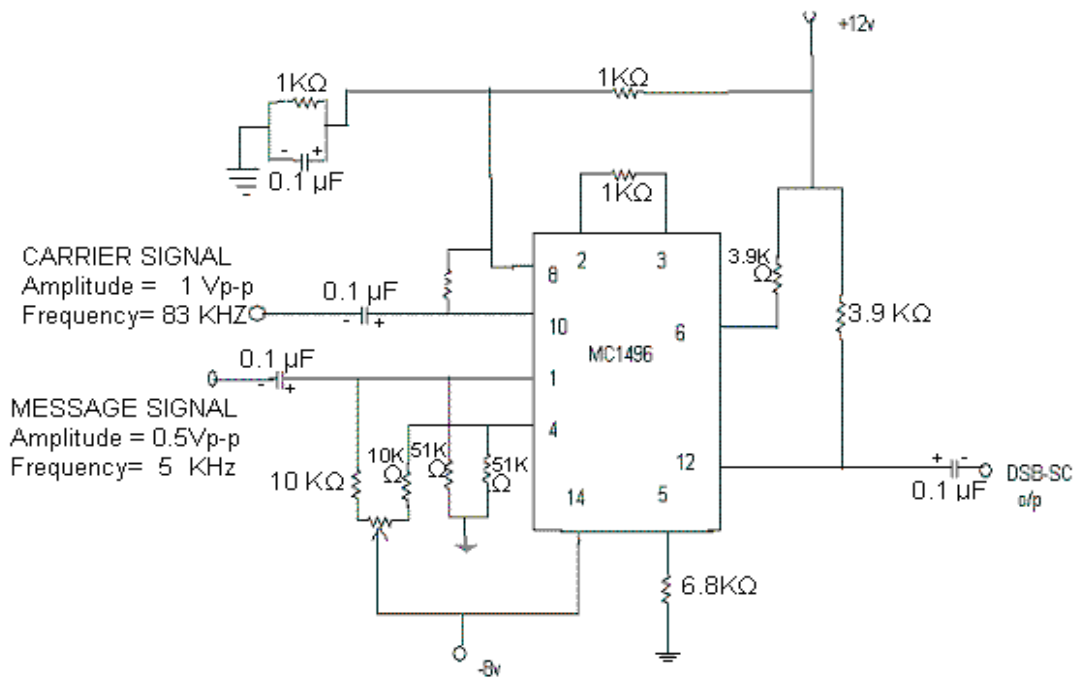 +12v
1KΩ
1KΩ
- +
0.1 µF
1KΩ
CARRIER SIGNAL
Amplitude = 1 Vp-p
Frequency= 83 KHZ
0.1 µF
- +
8
2
3
10
6
MC1496
1
4
12
14
5
3.9K
Ω
3.9 KΩ
0.1 µF
- +
MESSAGE SIGNAL
Amplitude = 0.5Vp-p
Frequency= 5 KHz
10 KΩ
10K
Ω
51K
Ω
51K
Ω
+ -
0.1 µF
DSB-SC
o/p
6.8KΩ
-8v